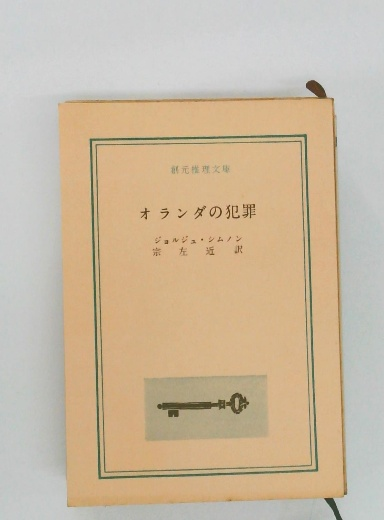 創元推理文庫
オランダの犯罪
ジョルジュ・シムノン
宗左近訳